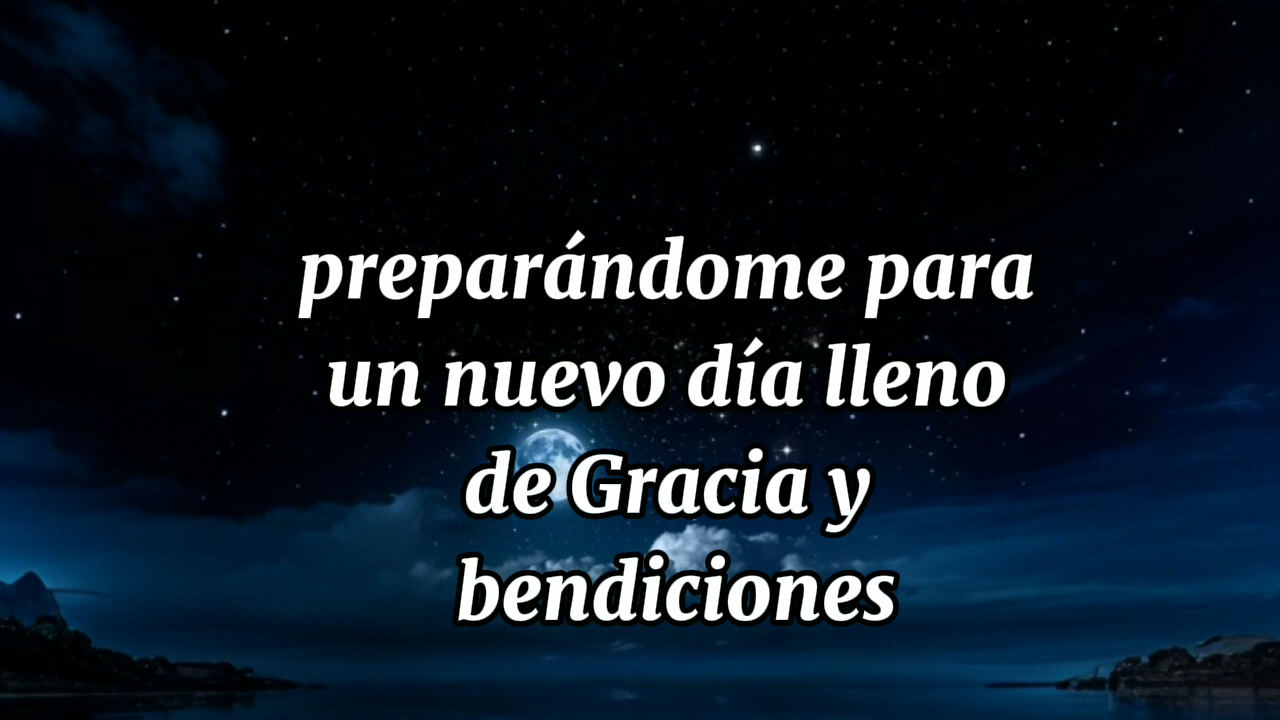 preparándome para
un nuevo día lleno
de Gracia y
bendiciones